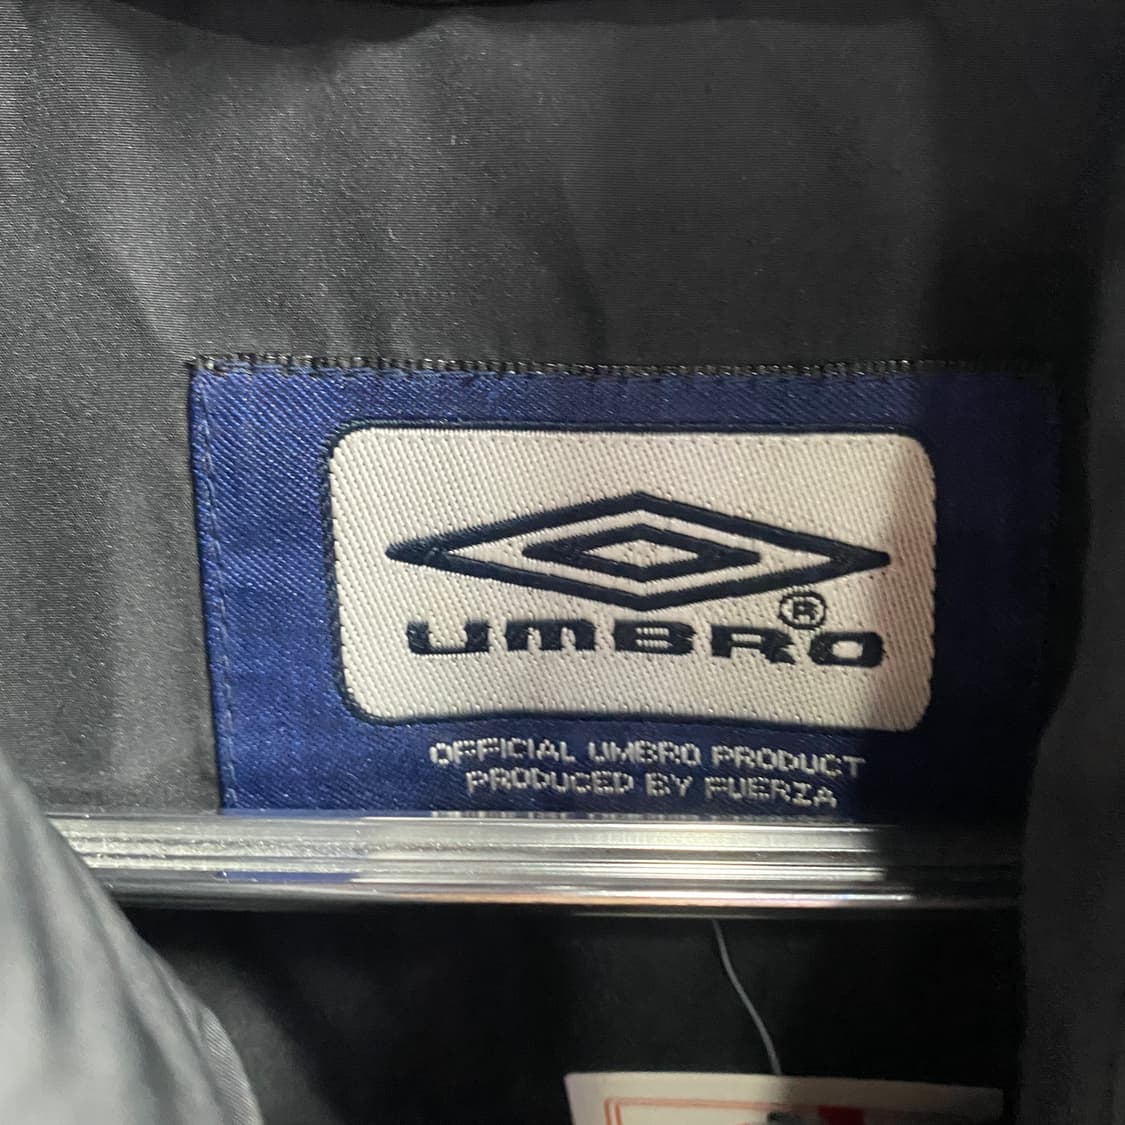 UMBRO®
OFFICIAL UMBRO PRODUCT
PRODUCED BY FUERZA